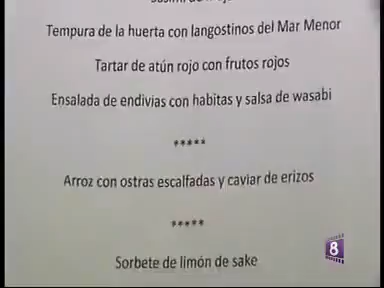 Tempura de la huerta con langostinos del Mar Menor
Tartar de atún rojo con frutos rojos
Ensalada de endivias con habitas y salsa de wasabi
*****
Arroz con ostras escalfadas y caviar de erizos
*****
Sorbete de limón de sake
8